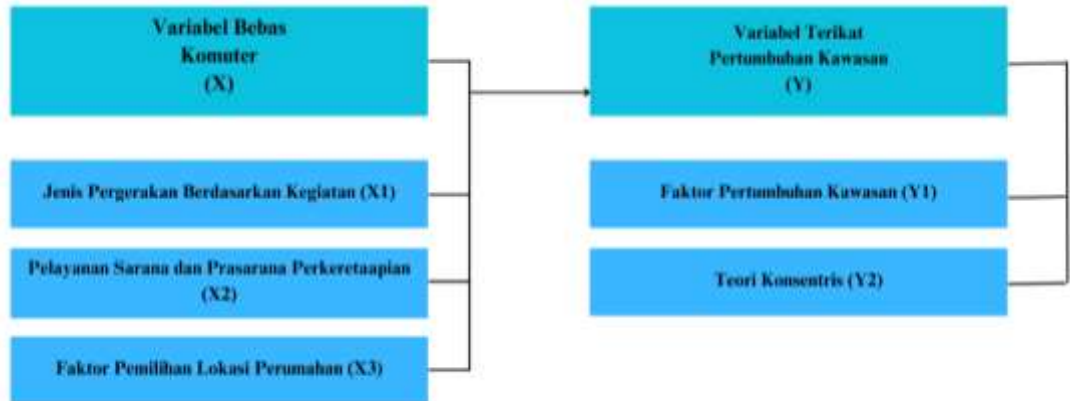 Variabel Bebas
Komuter
(X)
Jenis Pergerakan Berdasarkan Kegiatan (X1)
Pelayanan Sarana dan Prasarana Perkeretaapian
(X2)
Faktor Pemilihan Lokasi Perumahan (X3)
Variabel Terikat
Pertumbuhan Kawasan
(Y)
Faktor Pertumbuhan Kawasan (Y1)
Teori Konsentris (Y2)